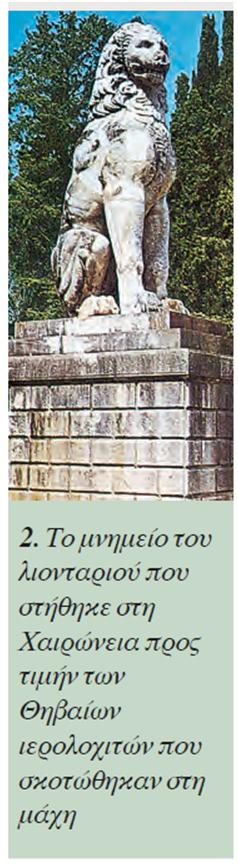 2. Το μνημείο του
λιονταριού που
στήθηκε στη
Χαιρώνεια προς
τιμήν των
Θηβαίων
ιερολοχιτών που
σκοτώθηκαν στη
μάχη